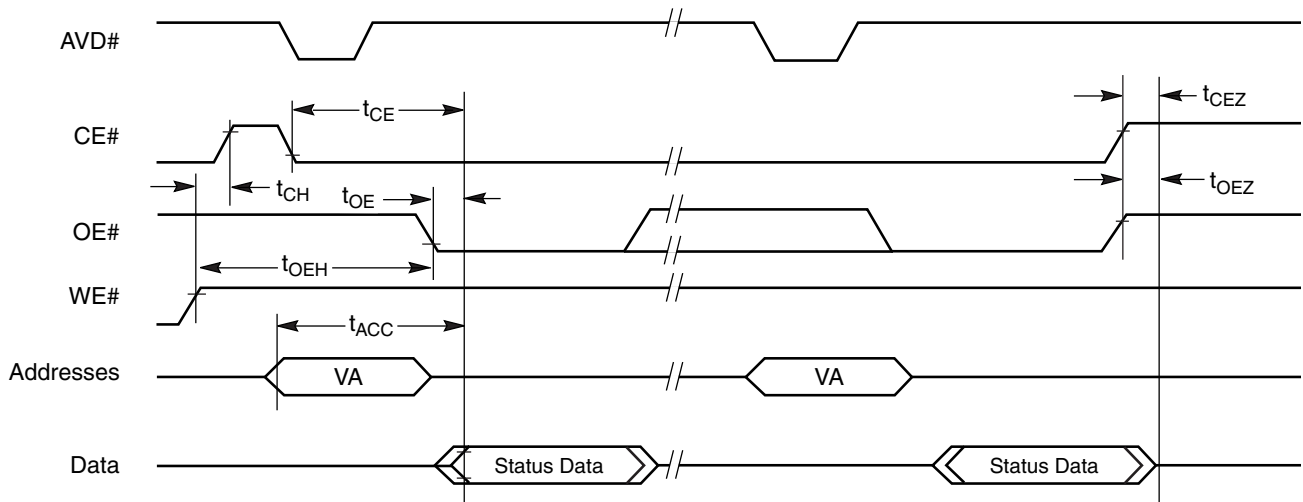 AVD#
tCEZ
tCE
CE#
tCH
tOE
tOEZ
OE#
tOEH
WE#
tACC
Addresses
VA
VA
Data
Status Data
Status Data